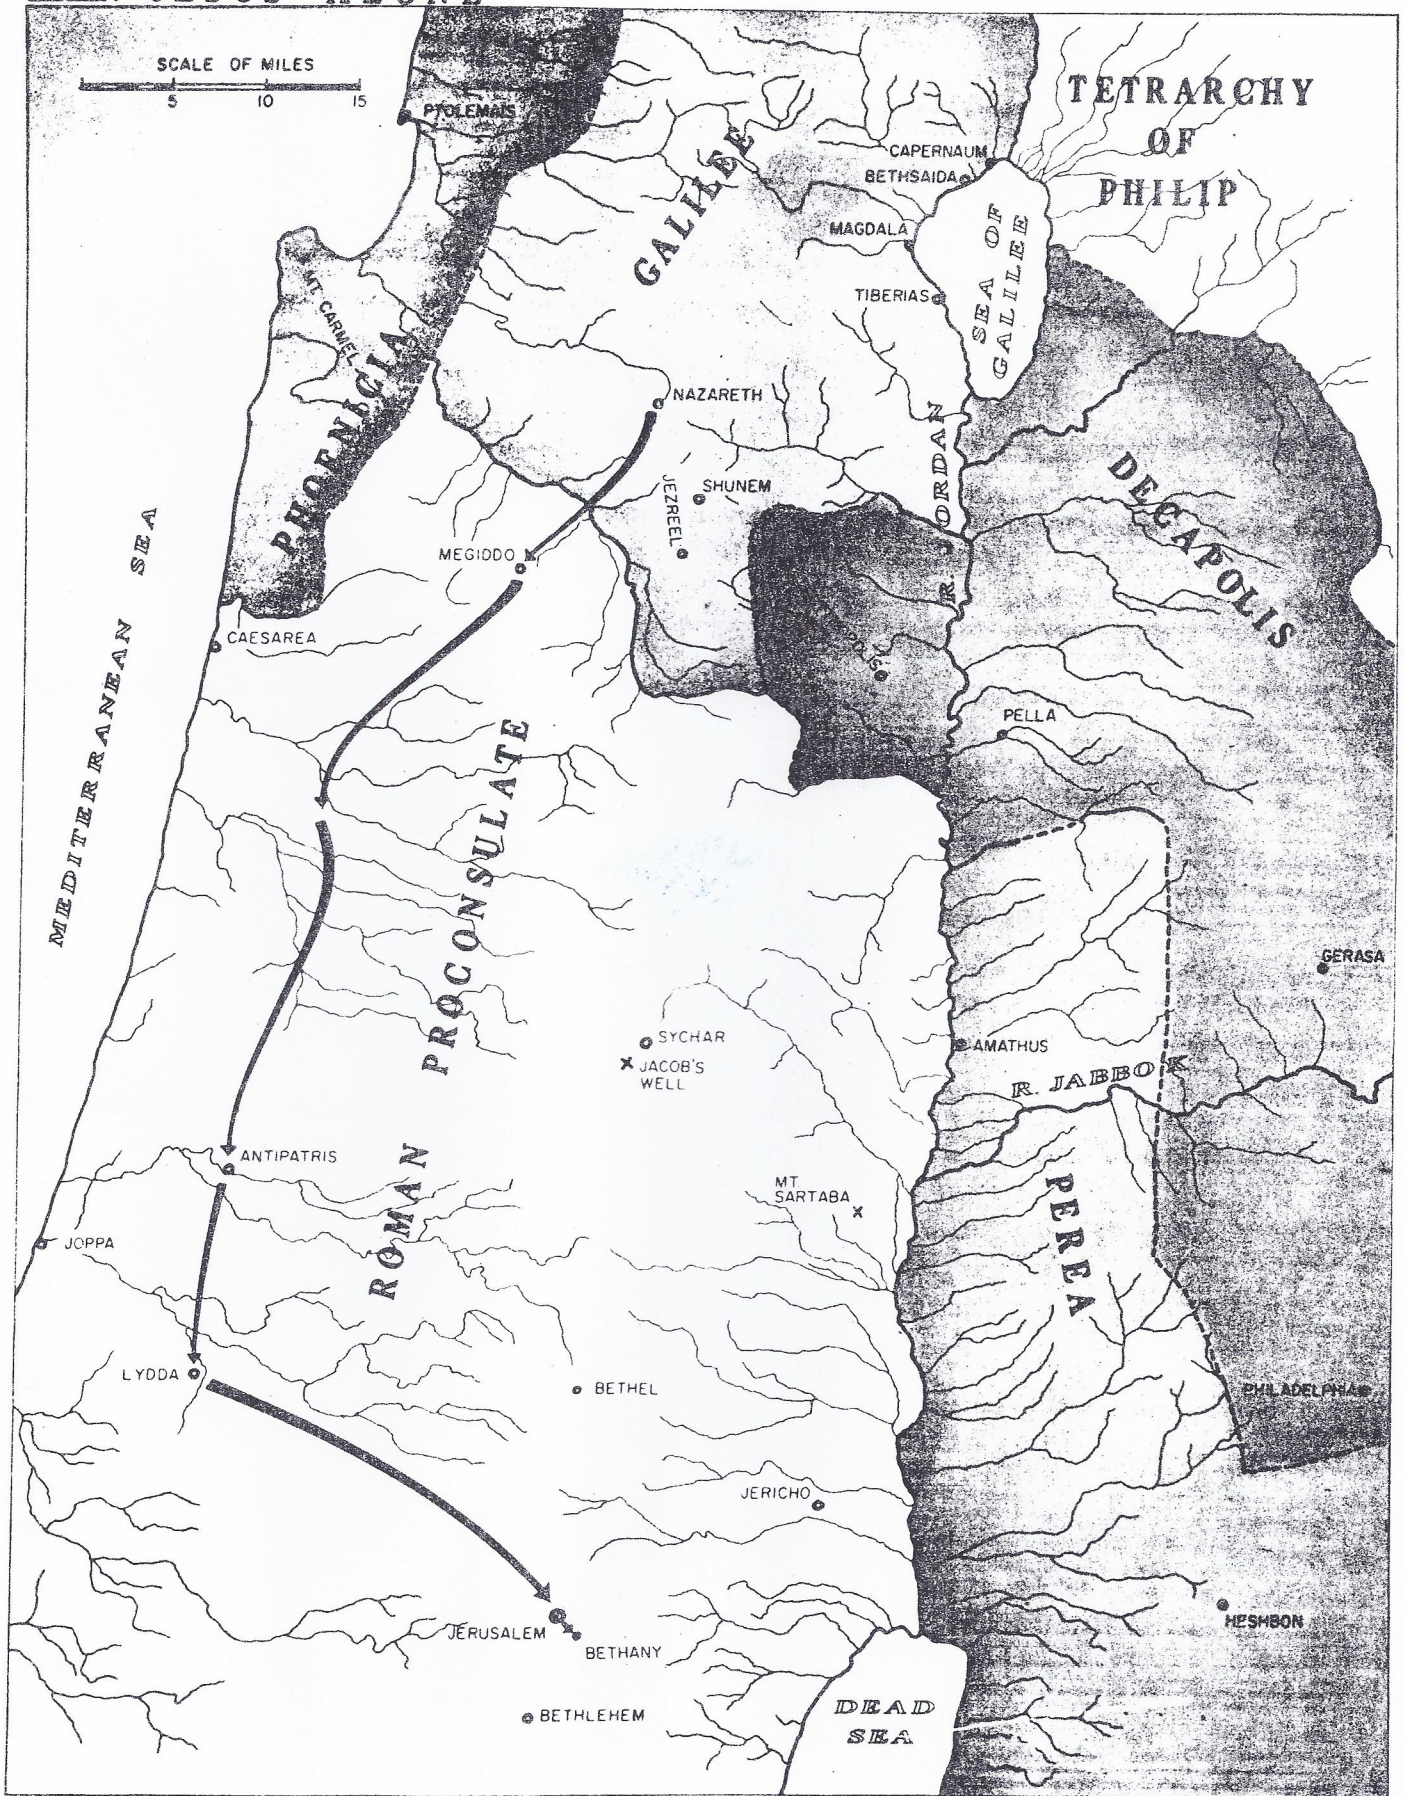 JESUS ALONE
SCALE OF MILES
5 10 15
PTOLEMAIS
TETRARCHY
OF
PHILIP
CAPERNAUM
BETHSAIDA
GALILEE
MAGDALA
SEA OF
GALILEE
TIBERIAS
MT. CARMEL
PHOENICIA
NAZARETH
R. JORDAN
DECAPOLIS
SHUNEM
JEZREEL
MEGIDDO
MEDITERRANEAN SEA
CAESAREA
PELLA
ROMAN PROCONSULATE
GERASA
SYCHAR
JACOB'S
WELL
AMATHUS
R. JABBOK
ANTIPATRIS
MT.
SARTABA
PEREA
JOPPA
LYDDA
BETHEL
PHILADELPHIA
JERICHO
HESHBON
JERUSALEM
BETHANY
BETHLEHEM
DEAD
SEA